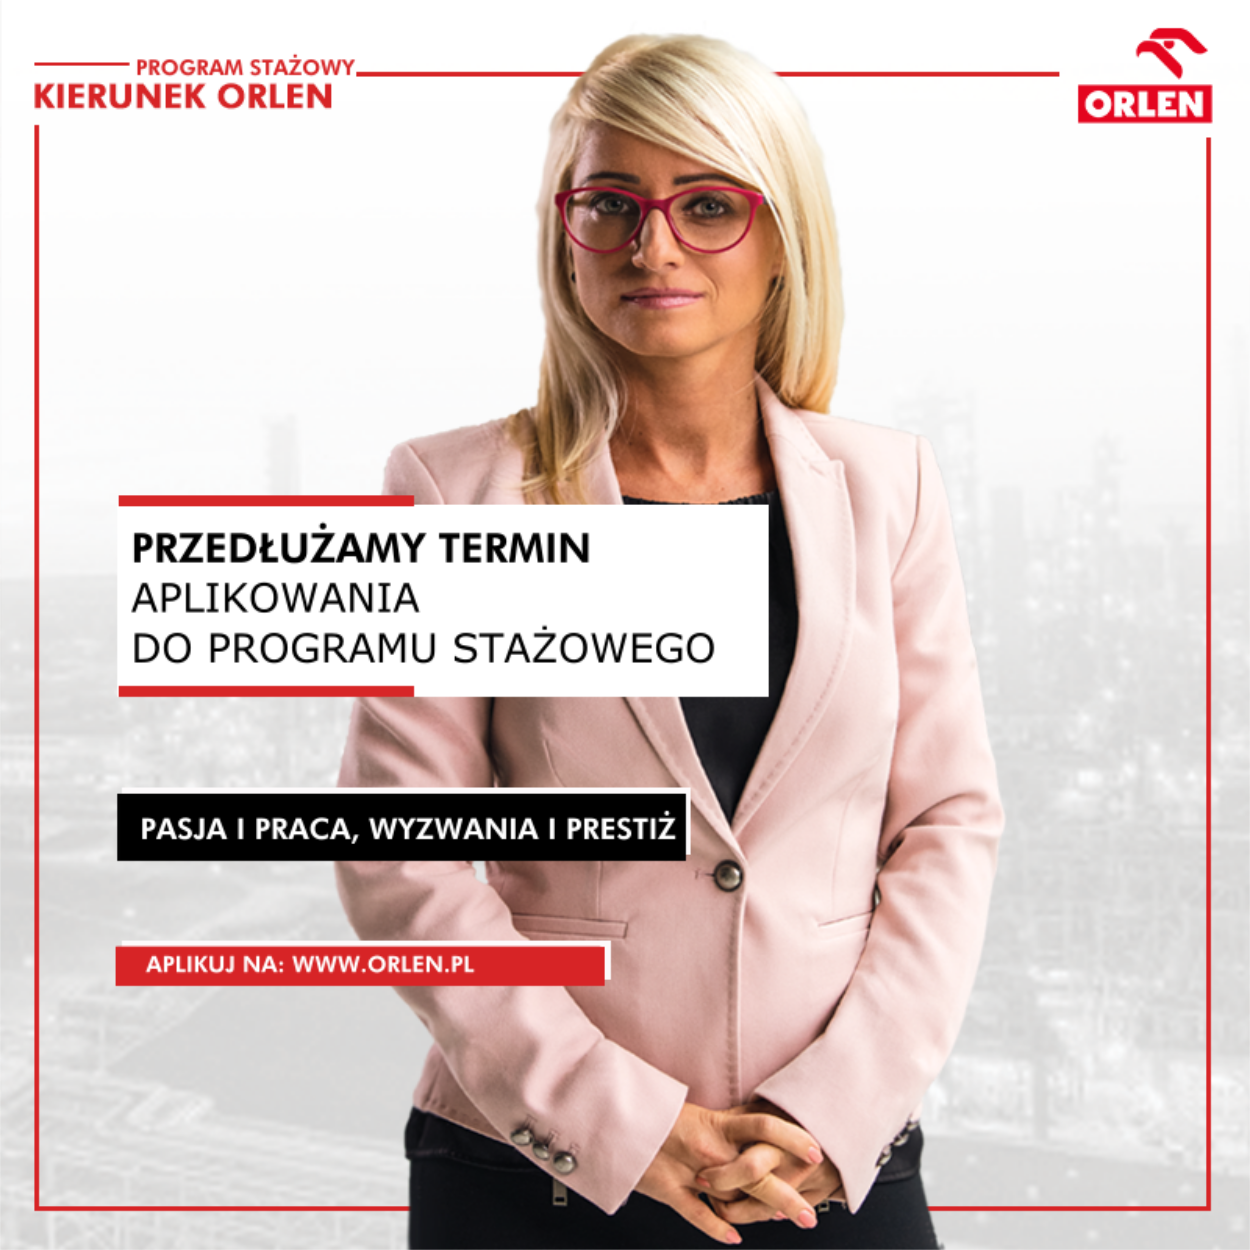 PROGRAM STAŻOWY
KIERUNEK ORLEN
ORLEN
PRZEDŁUŻAMY TERMIN
APLIKOWANIA
DO PROGRAMU STAŻOWEGO
PASJA I PRACA, WYZWANIA I PRESTIŻ
APLIKUJ NA: WWW.ORLEN.PL